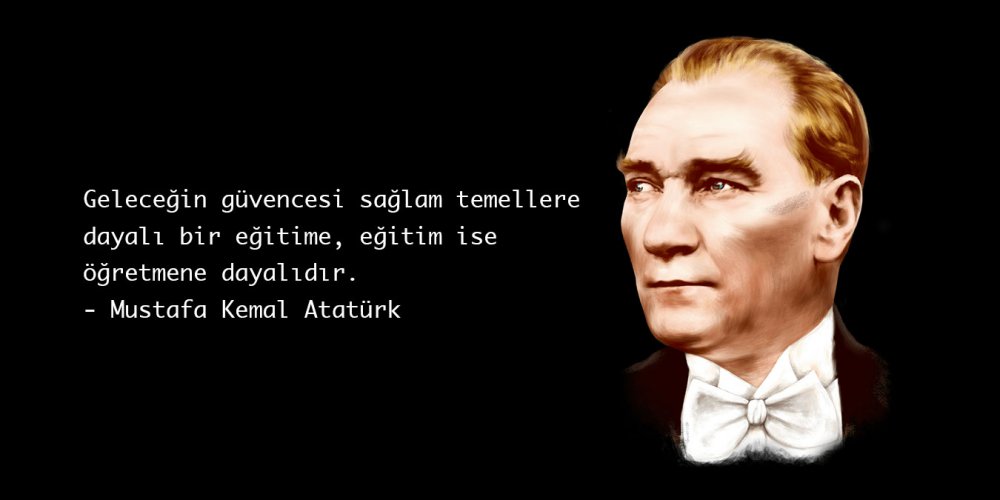 Geleceğin güvencesi sağlam temellere
dayalı bir eğitime, eğitim ise
öğretmene dayalıdır.
- Mustafa Kemal Atatürk